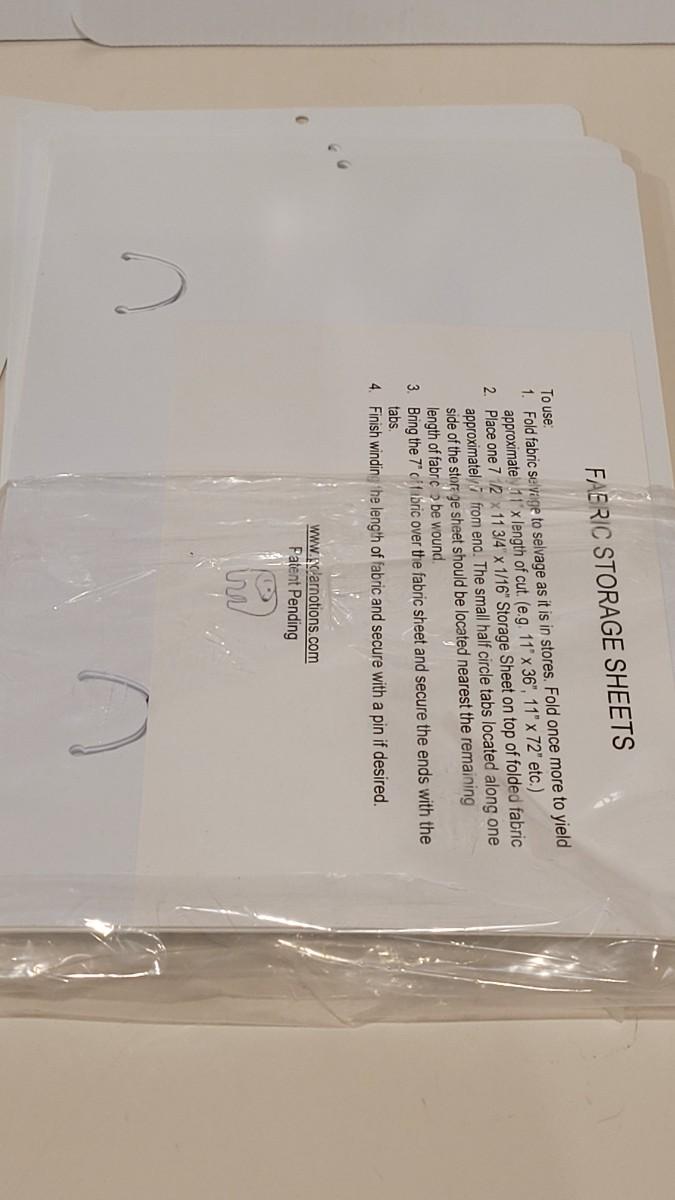 FABRIC STORAGE SHEETS
To use:
1. Fold fabric selvage to selvage as it is in stores. Fold once more to yield
approximately 11" x length of cut. (e.g. 11" x 36", 11" x 72" etc.)
2. Place one 7 1/2" x 11 3/4" x 1/16" Storage Sheet on top of folded fabric
approximately 7" from end. The small half circle tabs located along one
side of the storage sheet should be located nearest the remaining
length of fabric to be wound.
3. Bring the 7" of fabric over the fabric sheet and secure the ends with the
tabs.
4. Finish winding the length of fabric and secure with a pin if desired.
www.polarnotions.com
Patent Pending